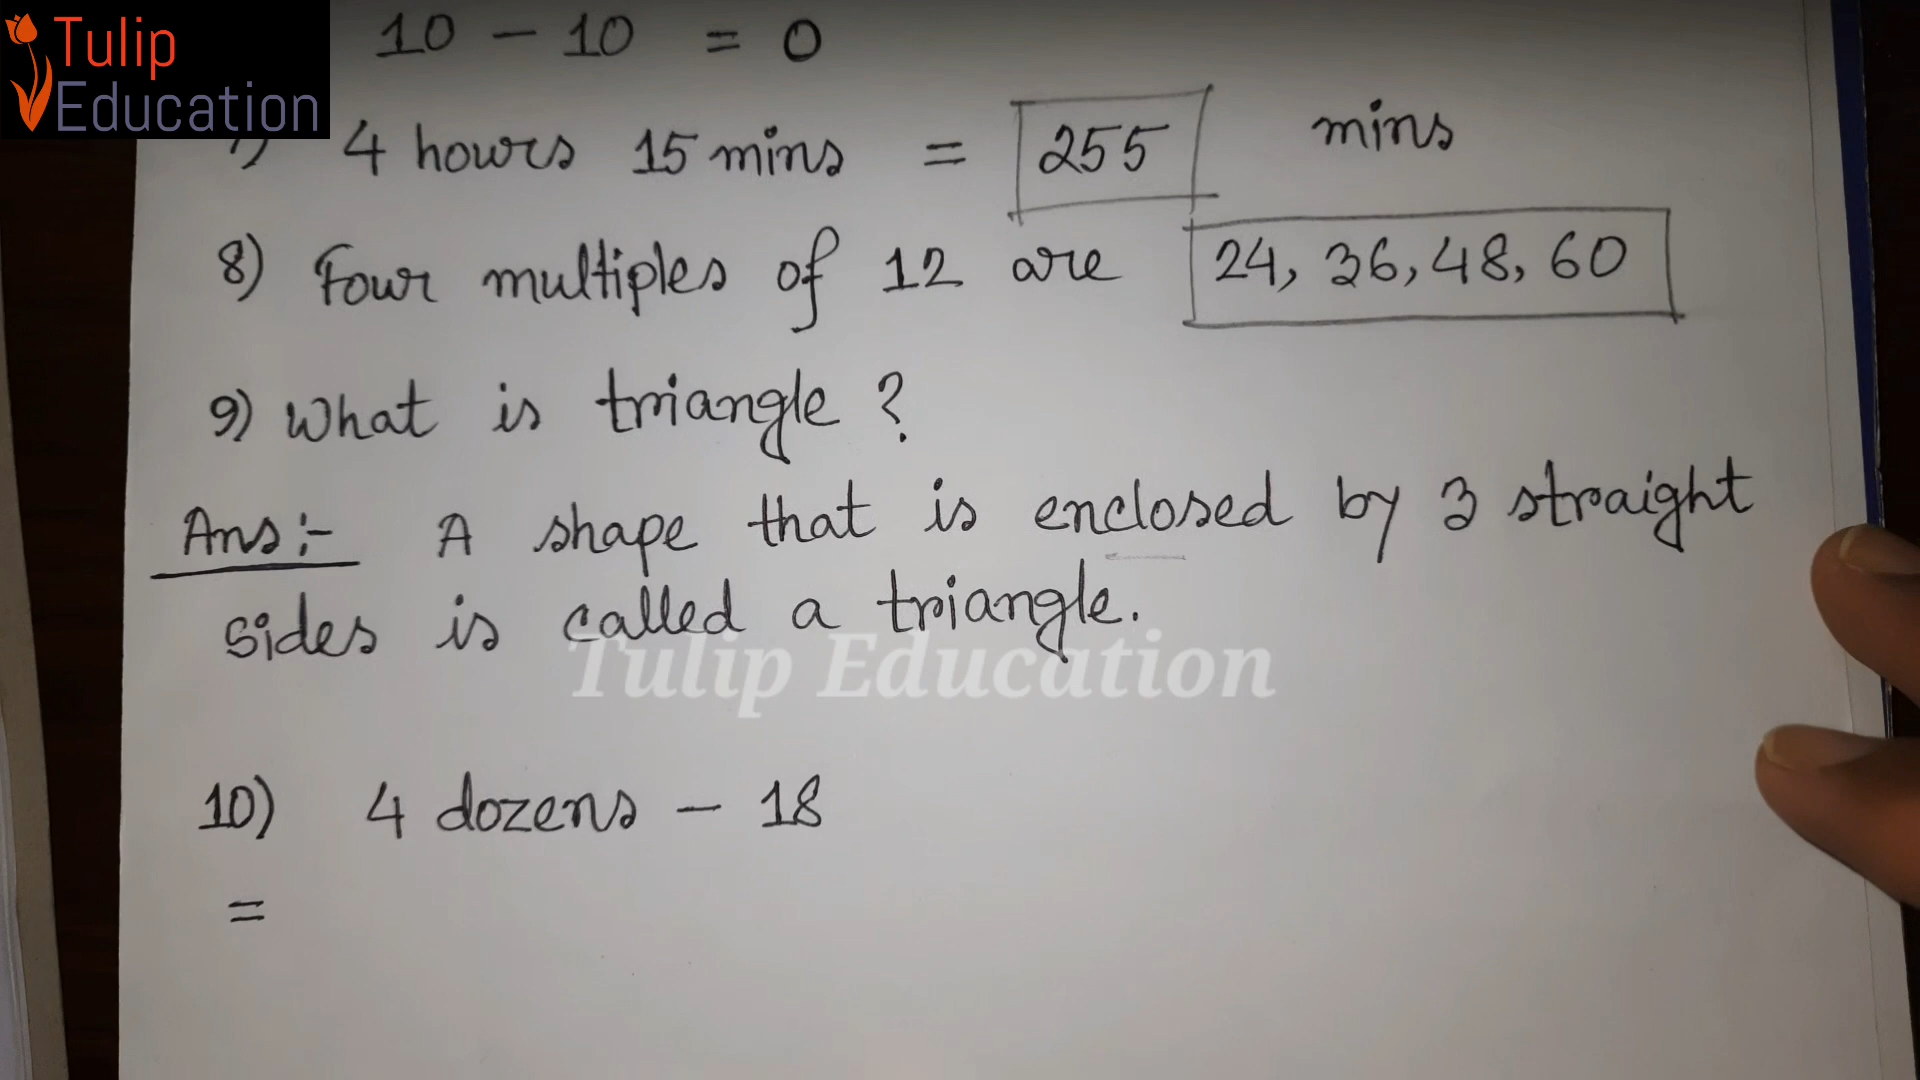 Tulip
Education
10 - 10 = 0
4 hours 15 mins = 255 mins
8) Four multiples of 12 are 24, 36, 48, 60
9) What is triangle ?
Ans:- A shape that is enclosed by 3 straight
sides is called a triangle.
Tulip Education
10) 4 dozens - 18
=